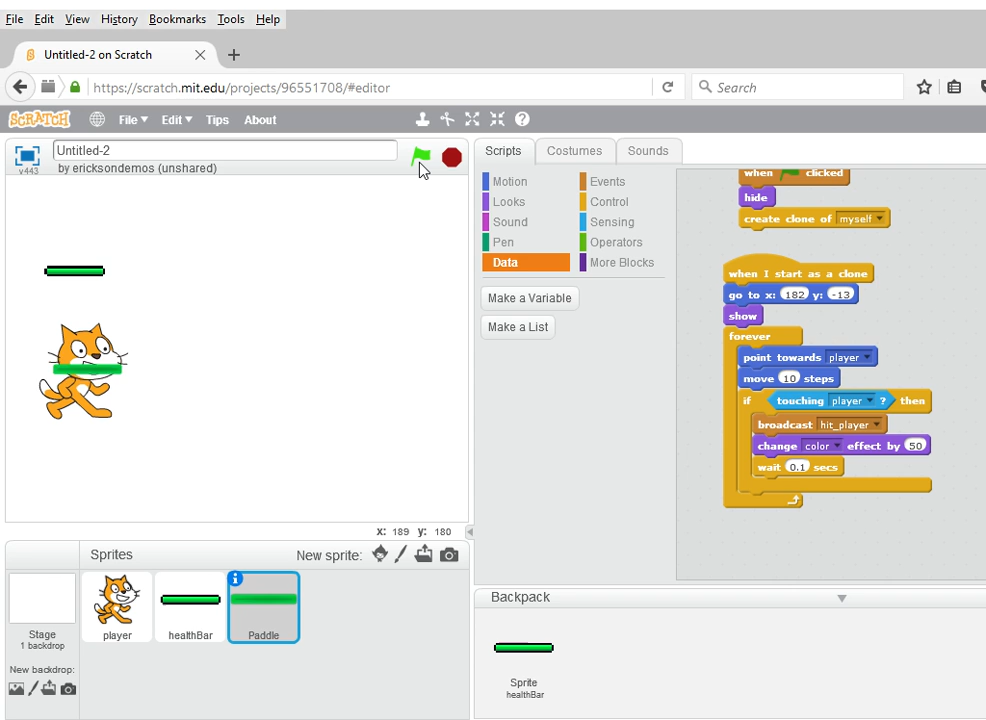 File Edit View History Bookmarks Tools Help
Untitled-2 on Scratch
https://scratch.mit.edu/projects/96551708/#editor
Search
SCRATCH File Edit Tips About
Untitled-2
v443
by ericksondemos (unshared)
Scripts Costumes Sounds
Motion Events
Looks Control
Sound Sensing
Pen Operators
Data More Blocks
Make a Variable
Make a List
when clicked
hide
create clone of myself
when I start as a clone
go to x: 182 y: -13
show
forever
point towards player
move 10 steps
if touching player ? then
broadcast hit_player
change color effect by 50
wait 0.1 secs
x: 189 y: 180
Sprites New sprite:
Stage
1 backdrop
New backdrop:
player
healthBar
i
Paddle
Backpack
Sprite
healthBar